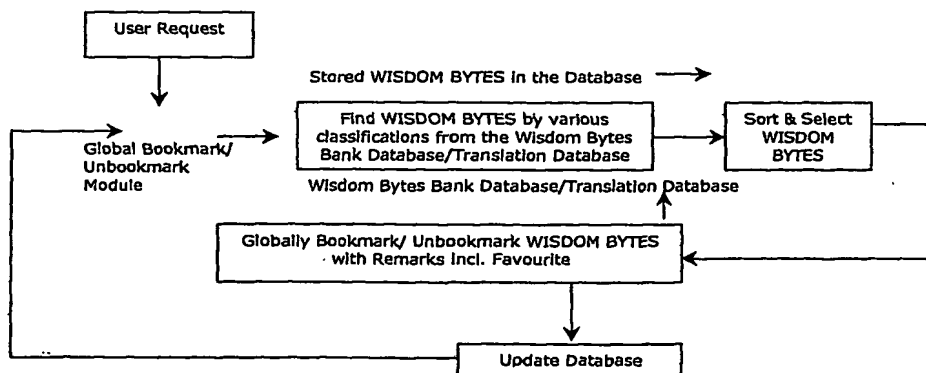 User Request
Stored WISDOM BYTES in the Database
Find WISDOM BYTES by various
classifications from the Wisdom Bytes
Bank Database/Translation Database
Sort & Select
WISDOM
BYTES
Global Bookmark/
Unbookmark
Module
Wisdom Bytes Bank Database/Translation Database
Globally Bookmark/ Unbookmark WISDOM BYTES
with Remarks incl. Favourite
Update Database